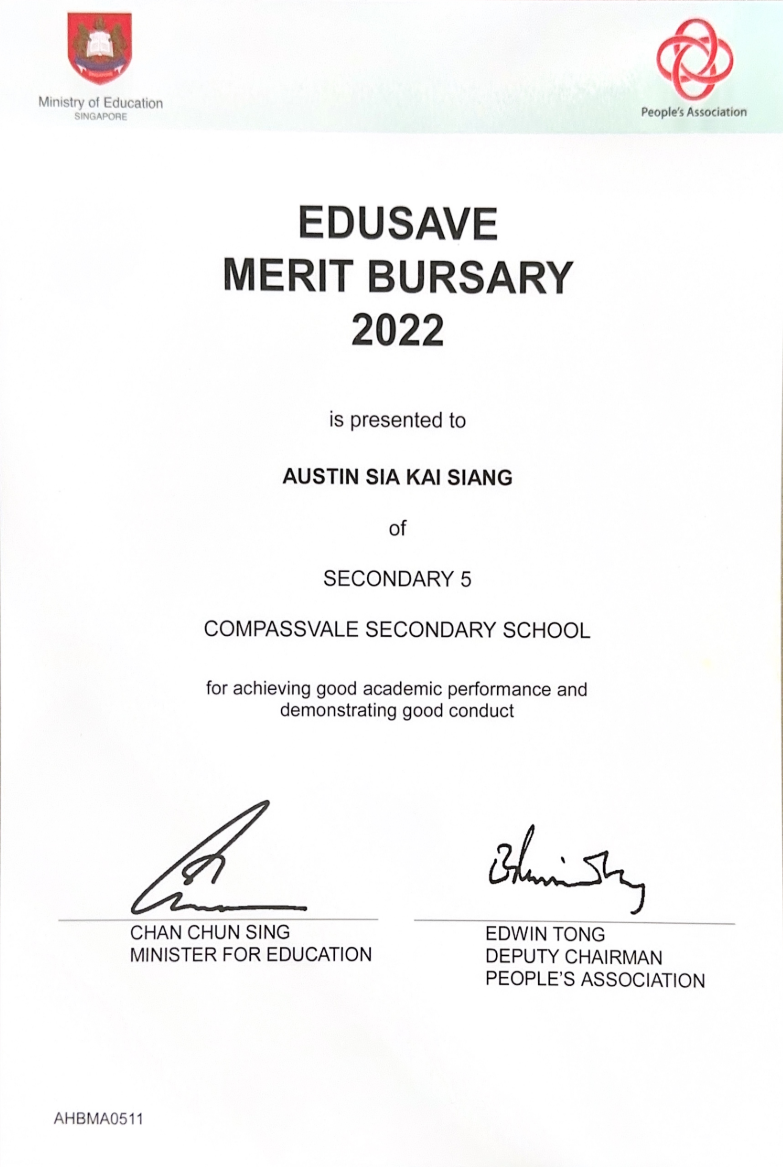 Ministry of Education
SINGAPORE
People's Association
EDUSAVE
MERIT BURSARY
2022
is presented to
AUSTIN SIA KAI SIANG
of
SECONDARY 5
COMPASSVALE SECONDARY SCHOOL
for achieving good academic performance and
demonstrating good conduct
CHAN CHUN SING
MINISTER FOR EDUCATION
EDWIN TONG
DEPUTY CHAIRMAN
PEOPLE'S ASSOCIATION
AHBMA0511